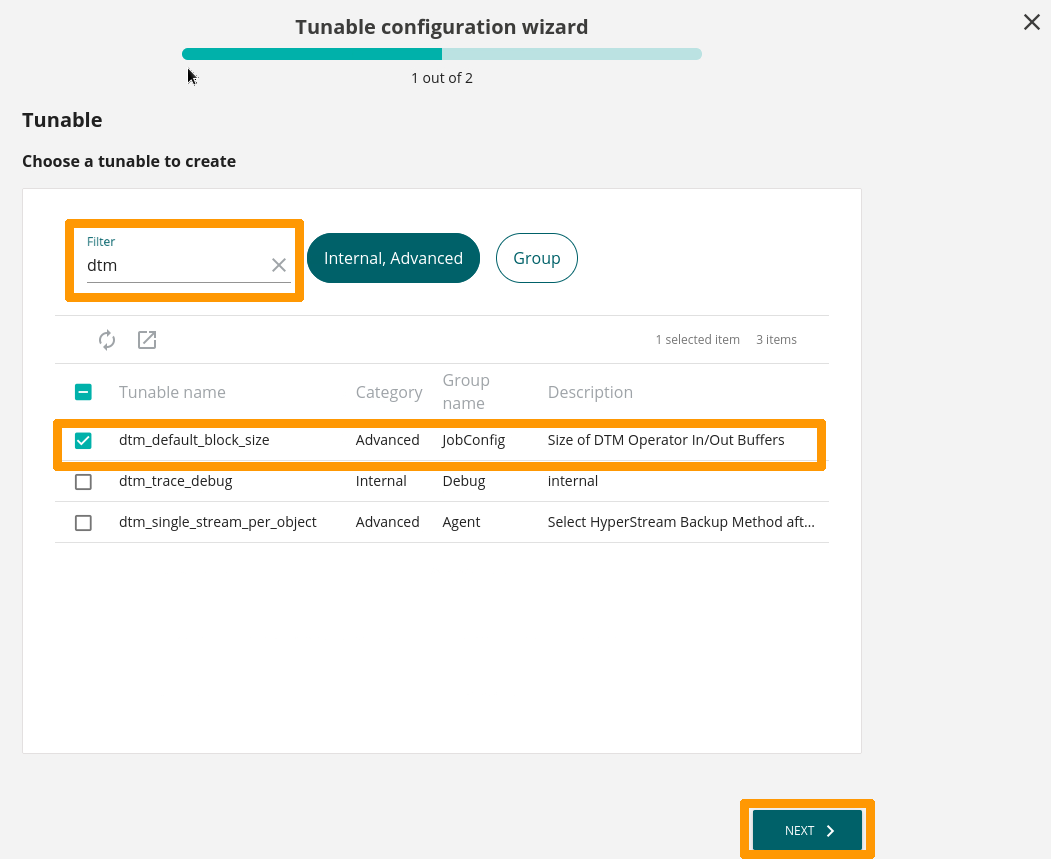 Tunable configuration wizard
1 out of 2
Tunable
Choose a tunable to create
Filter
dtm
Internal, Advanced
Group
1 selected item 3 items
Tunable name Category Group name Description
dtm_default_block_size Advanced JobConfig Size of DTM Operator In/Out Buffers
dtm_trace_debug Internal Debug internal
dtm_single_stream_per_object Advanced Agent Select HyperStream Backup Method aft...
NEXT